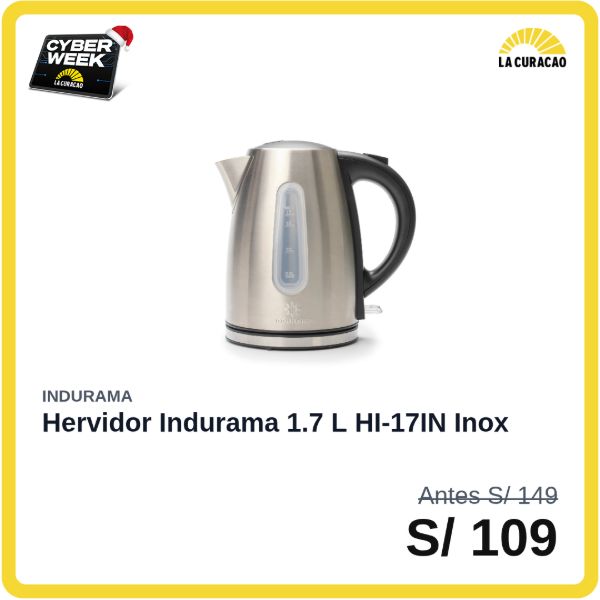 CYBER
WEEK
LA CURACAO
LA CURACAO
INDURAMA
Hervidor Indurama 1.7 L HI-17IN Inox
Antes S/ 149
S/ 109